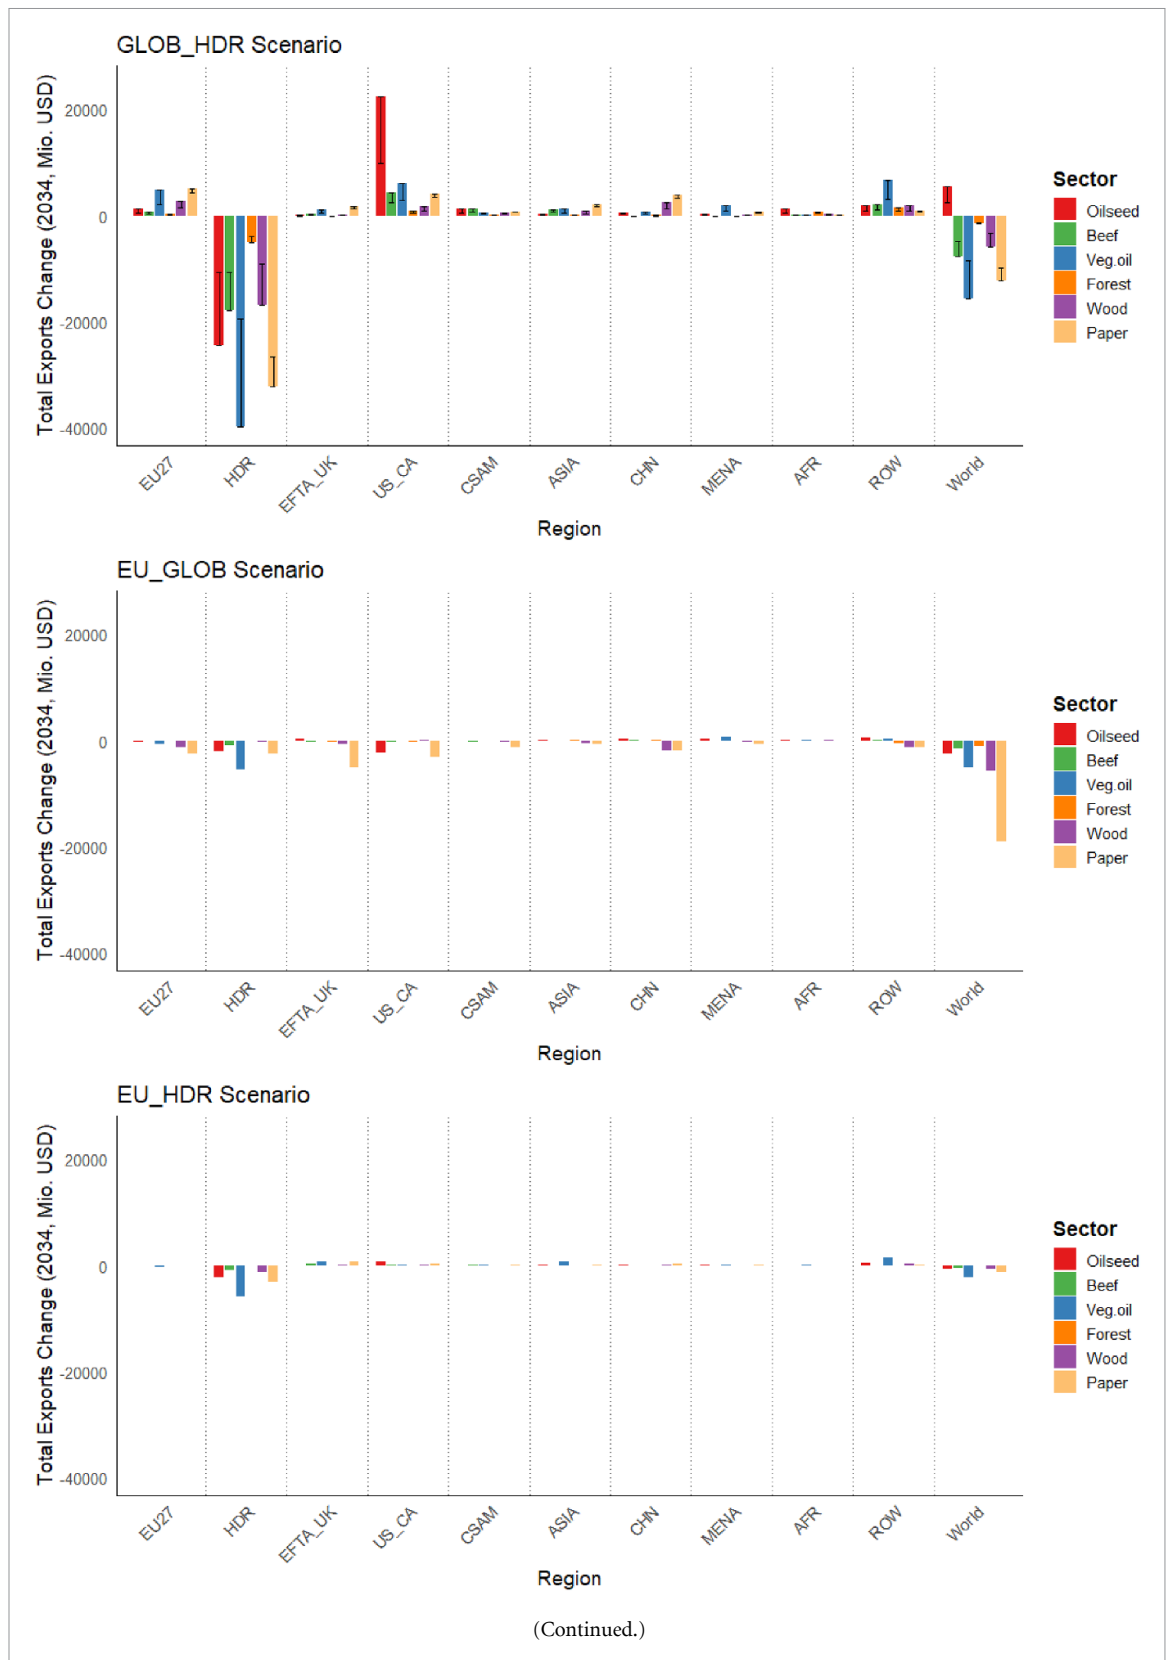 GLOB_HDR Scenario
Total Exports Change (2034, Mio. USD)
20000
0
-20000
-40000
EU27
HDR
EFTA_UK
US_CA
CSAM
ASIA
CHN
MENA
AFR
ROW
World
Region
Sector
Oilseed
Beef
Veg.oil
Forest
Wood
Paper
EU_GLOB Scenario
Total Exports Change (2034, Mio. USD)
20000
0
-20000
-40000
EU27
HDR
EFTA_UK
US_CA
CSAM
ASIA
CHN
MENA
AFR
ROW
World
Region
Sector
Oilseed
Beef
Veg.oil
Forest
Wood
Paper
EU_HDR Scenario
Total Exports Change (2034, Mio. USD)
20000
0
-20000
-40000
EU27
HDR
EFTA_UK
US_CA
CSAM
ASIA
CHN
MENA
AFR
ROW
World
Region
Sector
Oilseed
Beef
Veg.oil
Forest
Wood
Paper
(Continued.)